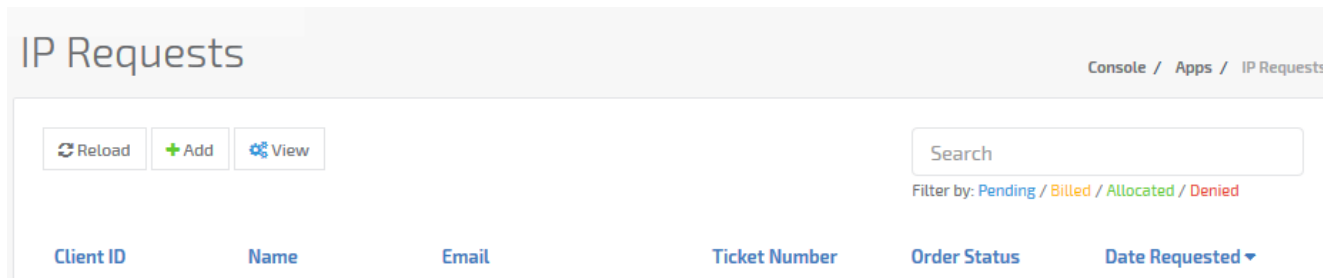 IP Requests
Console / Apps / IP Requests
Reload Add View
Search
Filter by: Pending / Billed / Allocated / Denied
Client ID Name Email Ticket Number Order Status Date Requested